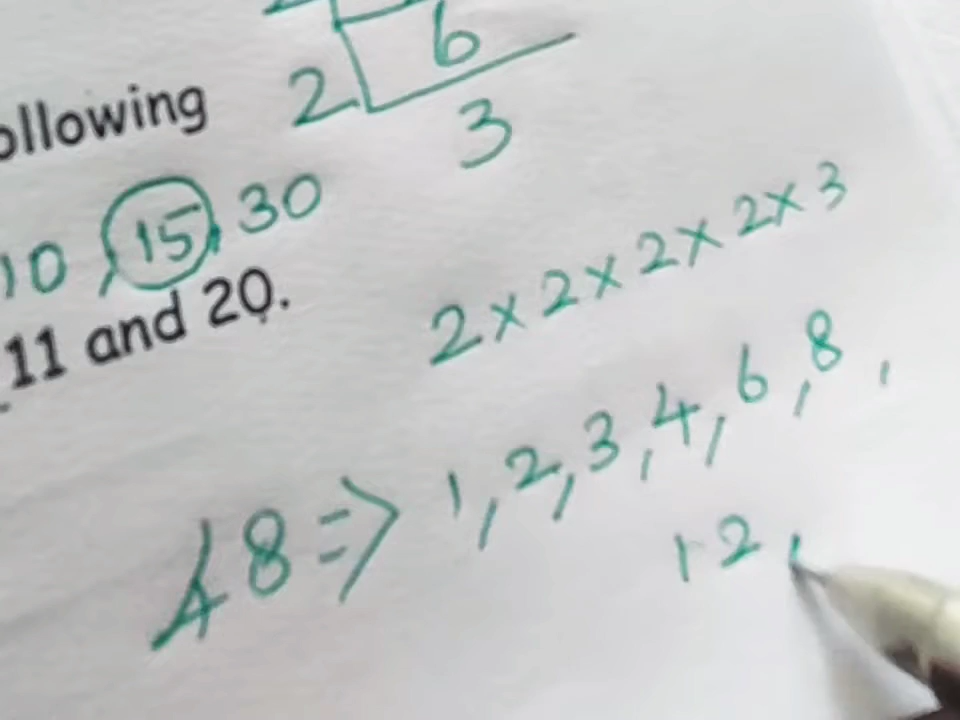 2 6
ollowing
3
10, 15, 30
2 × 2 × 2 × 2 × 3
11 and 20.
48 => 1, 2, 3, 4, 6, 8,
12,